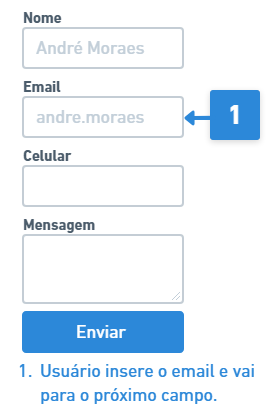 Nome
André Moraes
Email
andre.moraes
1
Celular
Mensagem
Enviar
1. Usuário insere o email e vai
para o próximo campo.